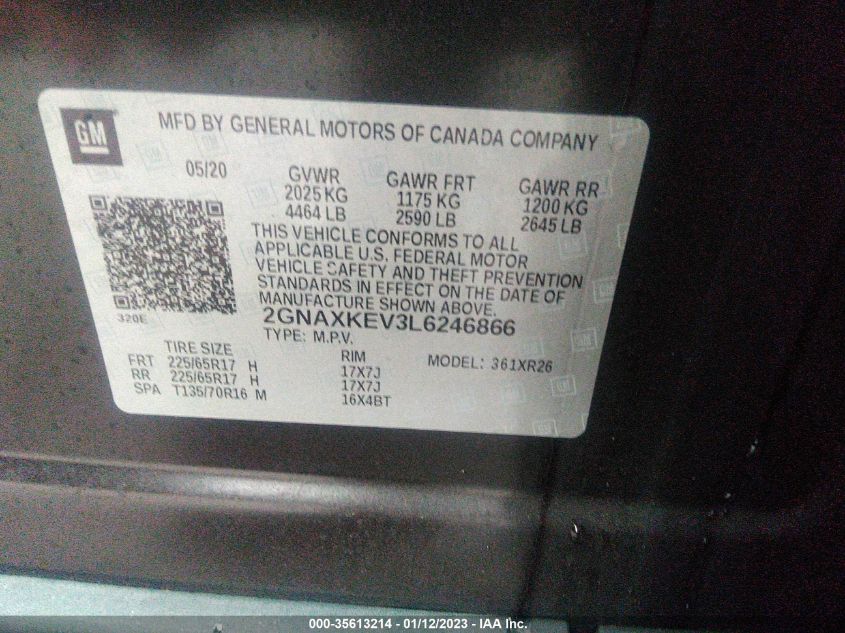 GM
MFD BY GENERAL MOTORS OF CANADA COMPANY
05/20
GVWR
2025 KG
4464 LB
GAWR FRT
1175 KG
2590 LB
GAWR RR
1200 KG
2645 LB
THIS VEHICLE CONFORMS TO ALL
APPLICABLE U.S. FEDERAL MOTOR
VEHICLE SAFETY AND THEFT PREVENTION
STANDARDS IN EFFECT ON THE DATE OF
MANUFACTURE SHOWN ABOVE.
320E
2GNAXKEV3L6246866
TYPE: M.P.V.
MODEL: 361XR26
TIRE SIZE RIM
FRT 225/65R17 H 17X7J
RR 225/65R17 H 17X7J
SPA T135/70R16 M 16X4BT
000-35613214 - 01/12/2023 - IAA Inc.